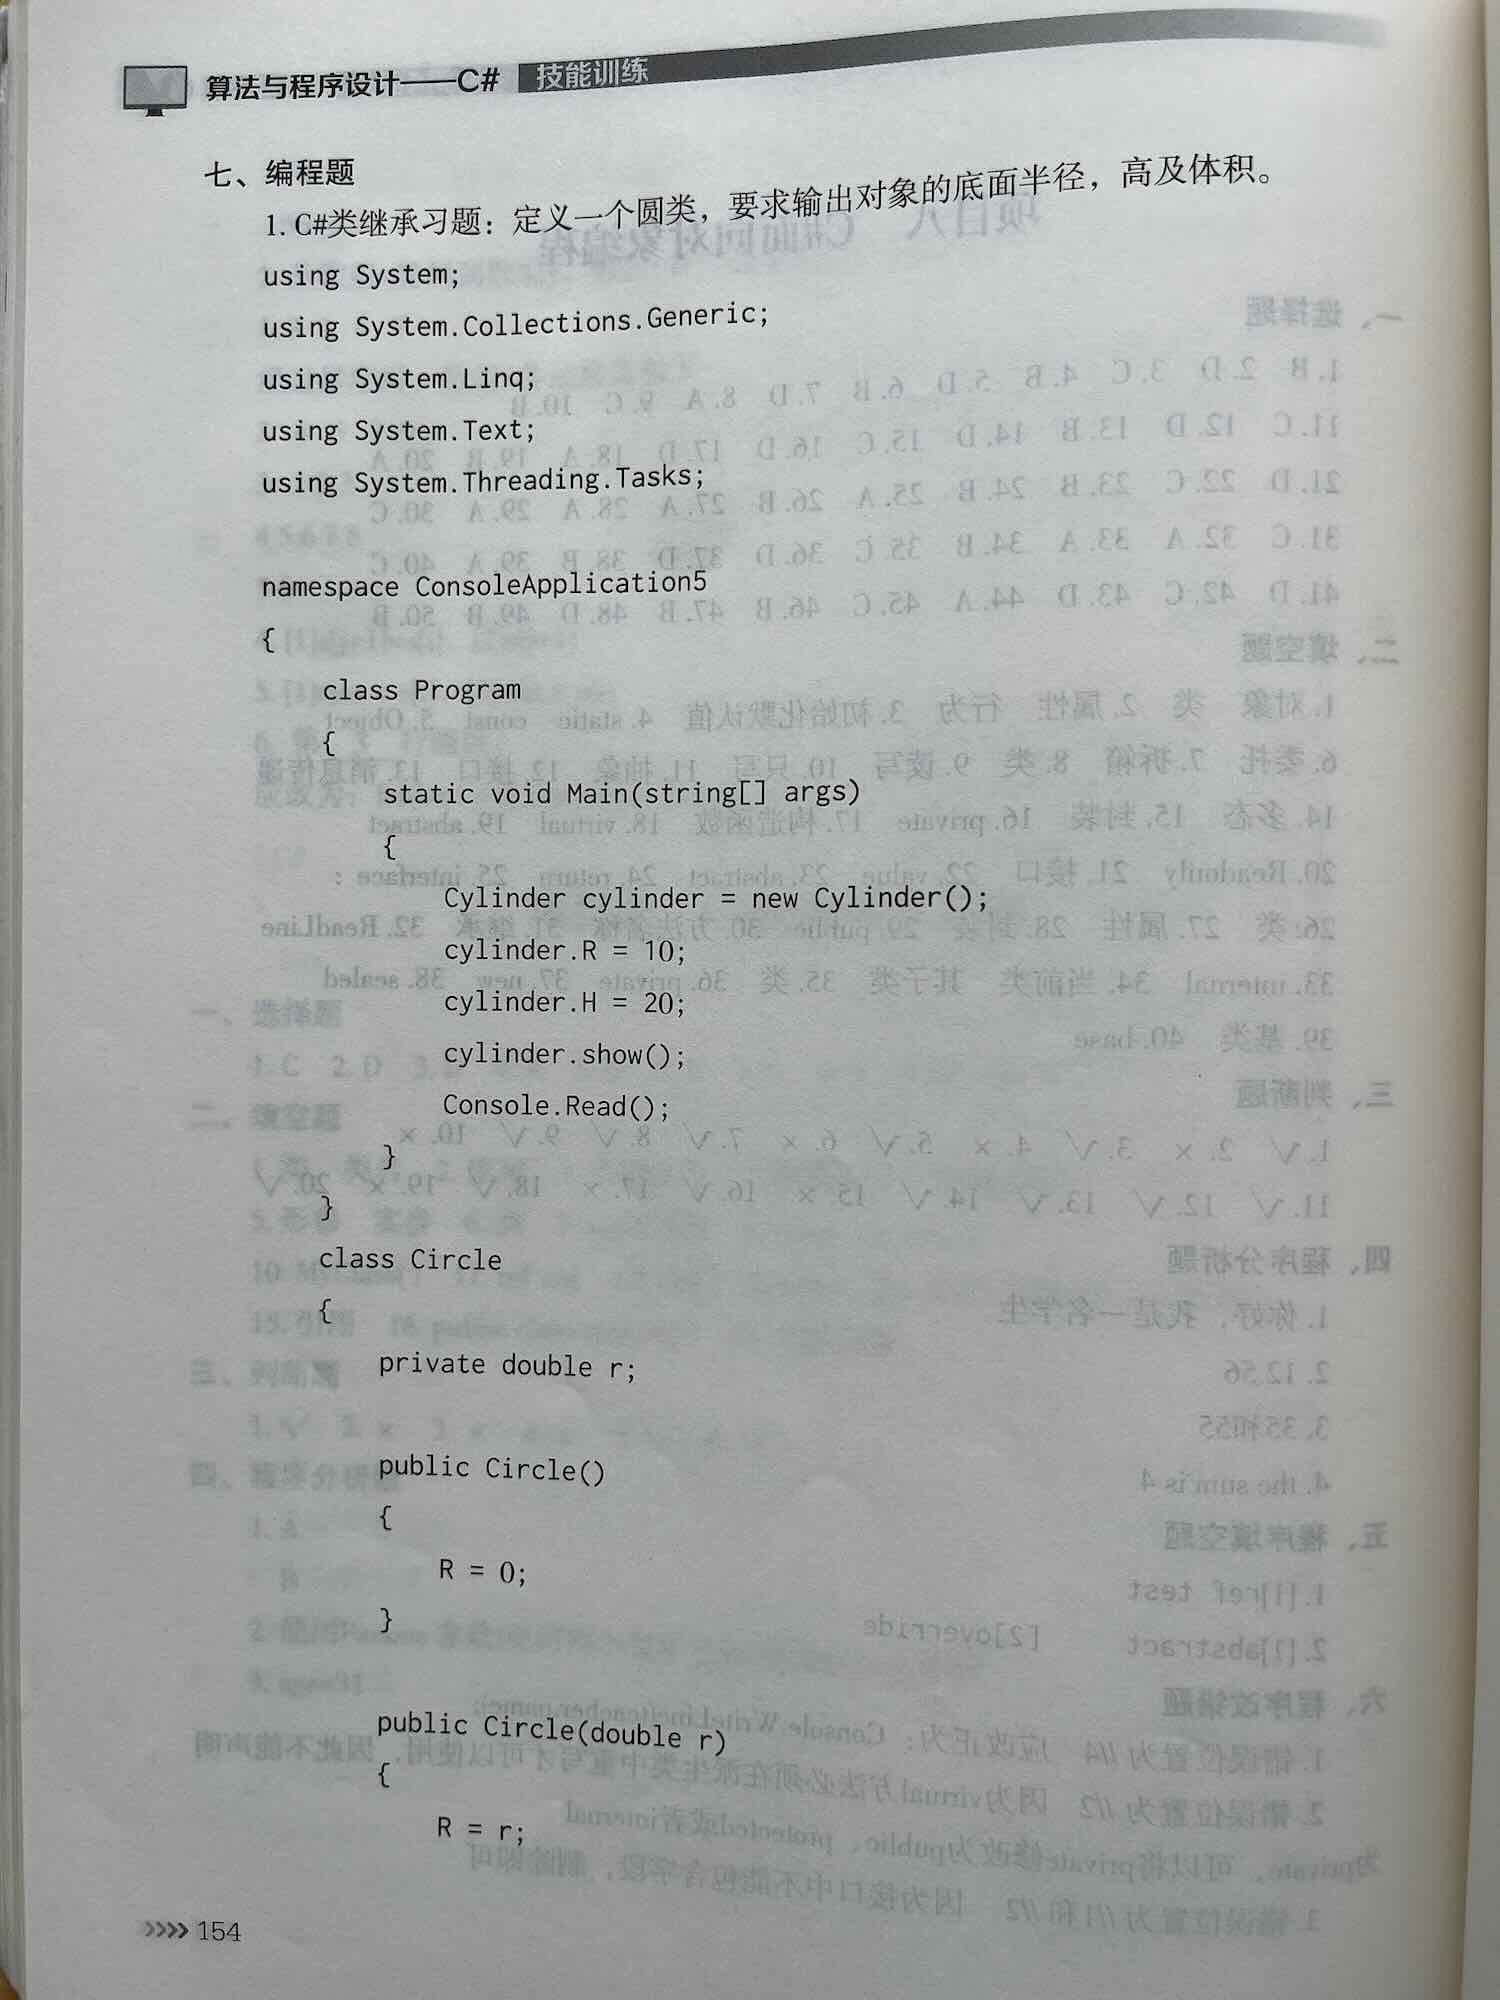 算法与程序设计——C# 技能训练
七、编程题
1. C#类继承习题：定义一个圆类，要求输出对象的底面半径，高及体积。
using System;
using System.Collections.Generic;
using System.Linq;
using System.Text;
using System.Threading.Tasks;
namespace ConsoleApplication5
{
class Program
{
static void Main(string[] args)
{
Cylinder cylinder = new Cylinder();
cylinder.R = 10;
cylinder.H = 20;
cylinder.show();
Console.Read();
}
}
class Circle
{
private double r;
public Circle()
{
R = 0;
}
public Circle(double r)
{
R = r;
154